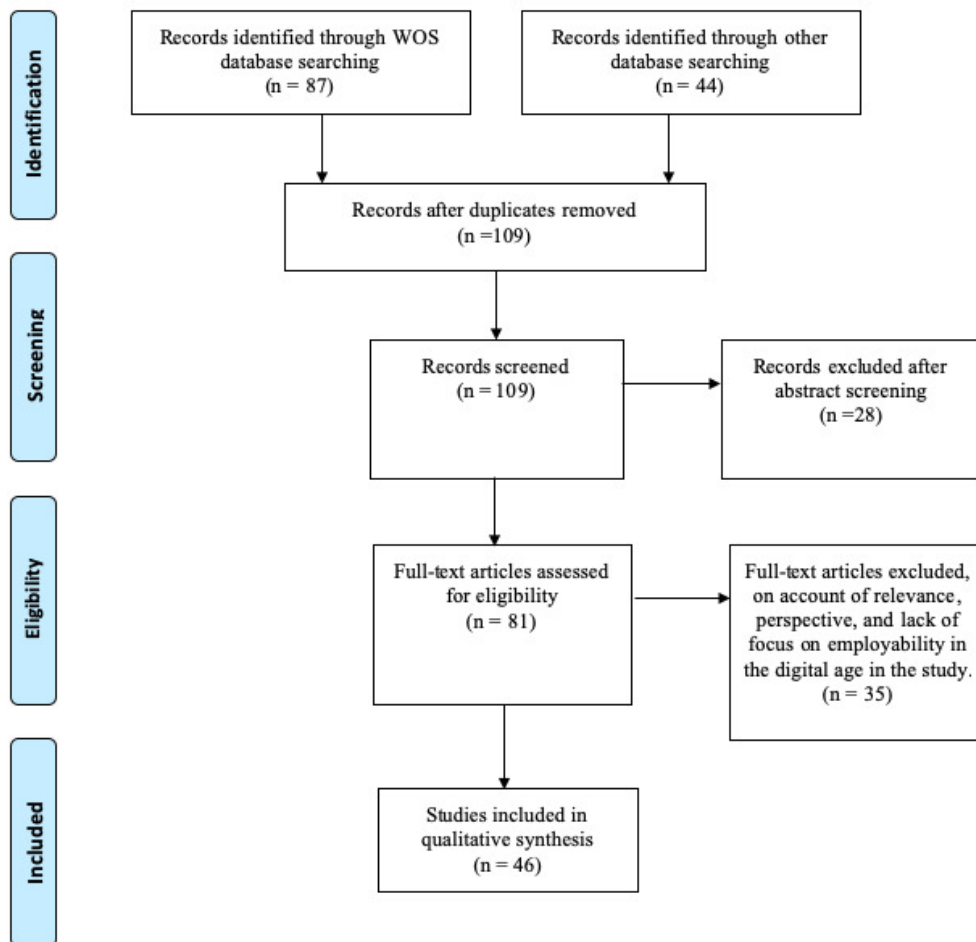 Identification
Records identified through WOS
database searching
(n = 87)
Records identified through other
database searching
(n = 44)
Records after duplicates removed
(n =109)
Screening
Records screened
(n = 109)
Records excluded after
abstract screening
(n =28)
Eligibility
Full-text articles assessed
for eligibility
(n = 81)
Full-text articles excluded,
on account of relevance,
perspective, and lack of
focus on employability in
the digital age in the study.
(n = 35)
Included
Studies included in
qualitative synthesis
(n = 46)